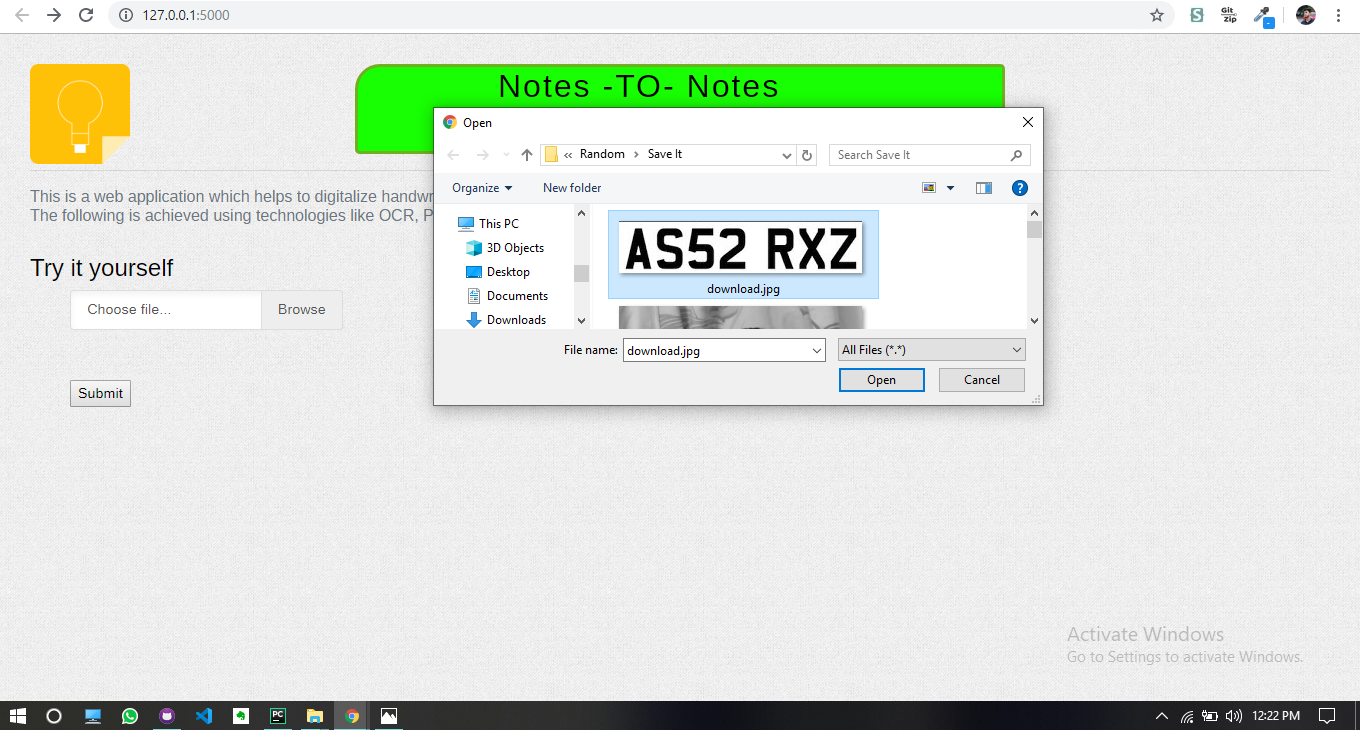 127.0.0.1:5000
Git
Zip
Notes -TO- Notes
Open
« Random › Save It
Search Save It
Organize
New folder
This is a web application which helps to digitalize
The following is achieved using technologies like OCR,
This PC
3D Objects
Desktop
Documents
Downloads
AS52 RXZ
download.jpg
Try it yourself
Choose file...
Browse
File name:
download.jpg
All Files (*.*)
Open
Cancel
Submit
Activate Windows
Go to Settings to activate Windows.
PC
12:22 PM